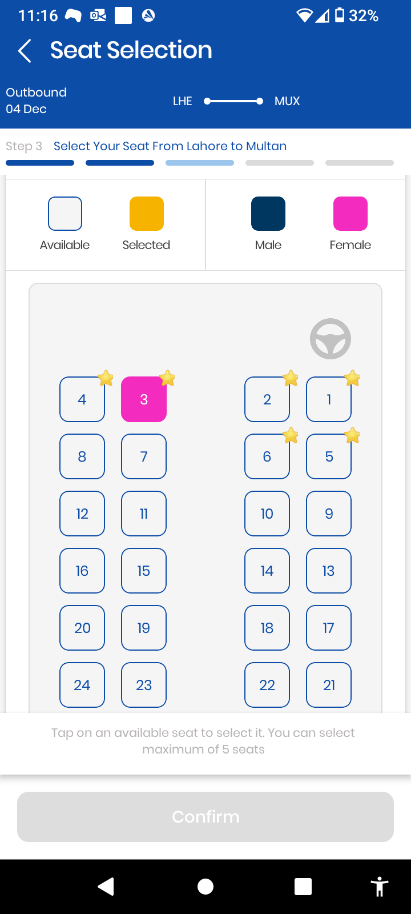 11:16
32%
Seat Selection
Outbound
04 Dec
LHE
MUX
Step 3 Select Your Seat From Lahore to Multan
Available
Selected
Male
Female
4 3 2 1
8 7 6 5
12 11 10 9
16 15 14 13
20 19 18 17
24 23 22 21
Tap on an available seat to select it. You can select
maximum of 5 seats
Confirm